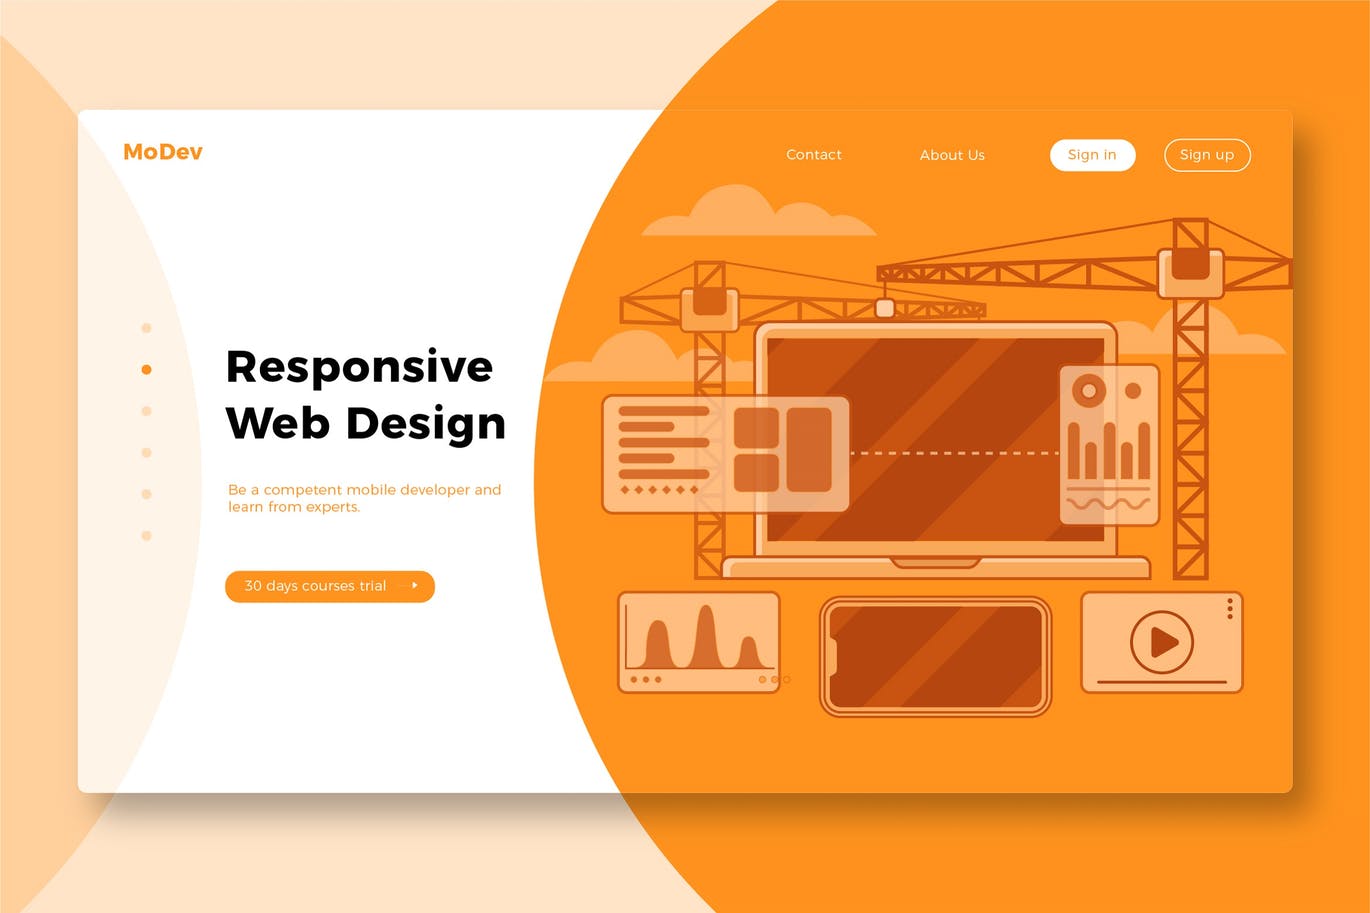 MoDev
Contact
About Us
Sign in
Sign up
Responsive
Web Design
Be a competent mobile developer and
learn from experts.
30 days courses trial